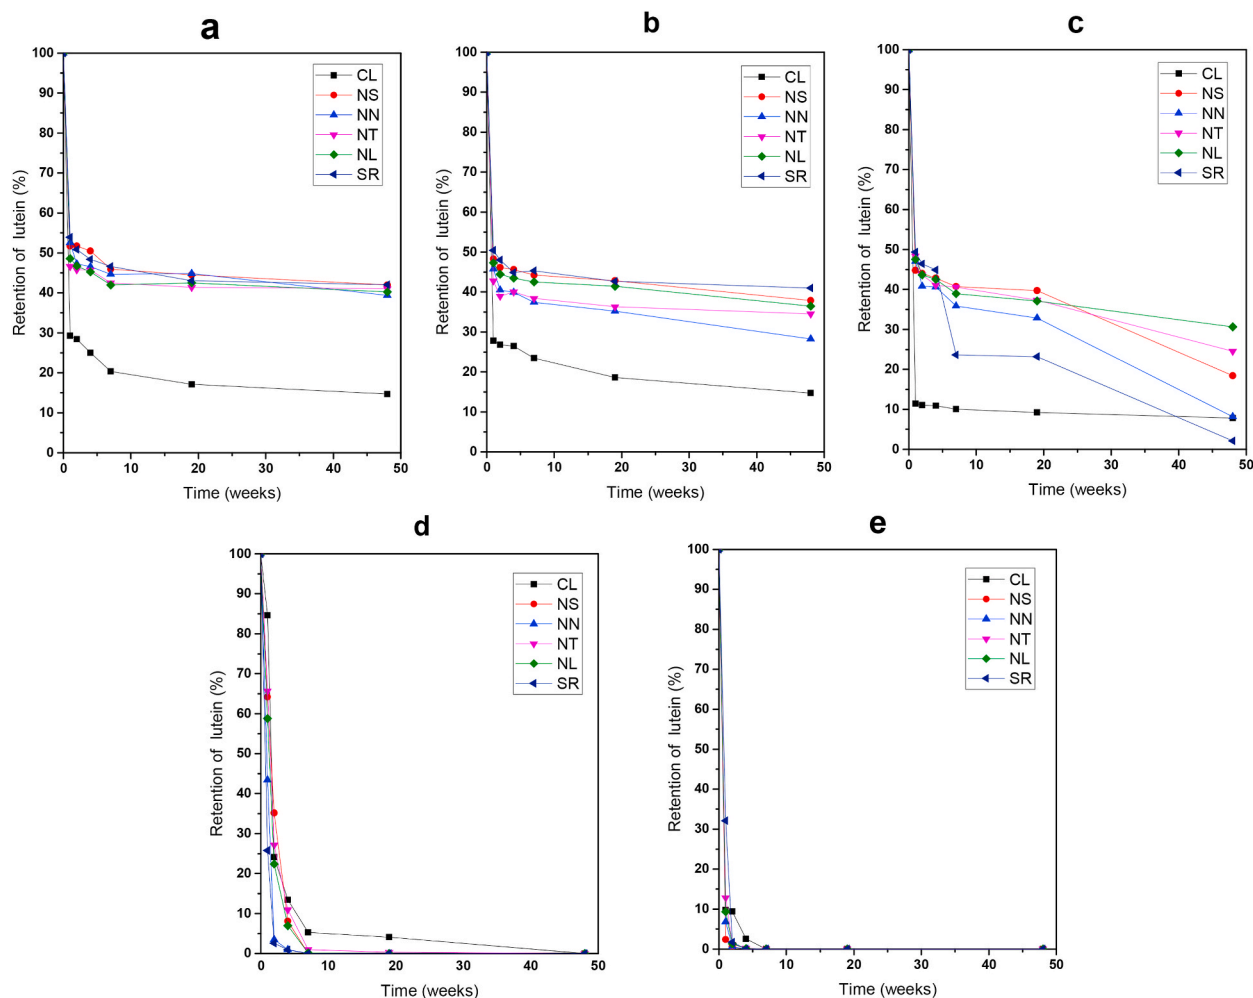 a
100
90
80
70
60
50
40
30
20
10
0
Retention of lutein (%)
CL
NS
NN
NT
NL
SR
0 10 20 30 40 50
Time (weeks)
b
100
90
80
70
60
50
40
30
20
10
0
Retention of lutein (%)
CL
NS
NN
NT
NL
SR
0 10 20 30 40 50
Time (weeks)
c
100
90
80
70
60
50
40
30
20
10
0
Retention of lutein (%)
CL
NS
NN
NT
NL
SR
0 10 20 30 40 50
Time (weeks)
d
100
90
80
70
60
50
40
30
20
10
0
Retention of lutein (%)
CL
NS
NN
NT
NL
SR
0 10 20 30 40 50
Time (weeks)
e
100
90
80
70
60
50
40
30
20
10
0
Retention of lutein (%)
CL
NS
NN
NT
NL
SR
0 10 20 30 40 50
Time (weeks)